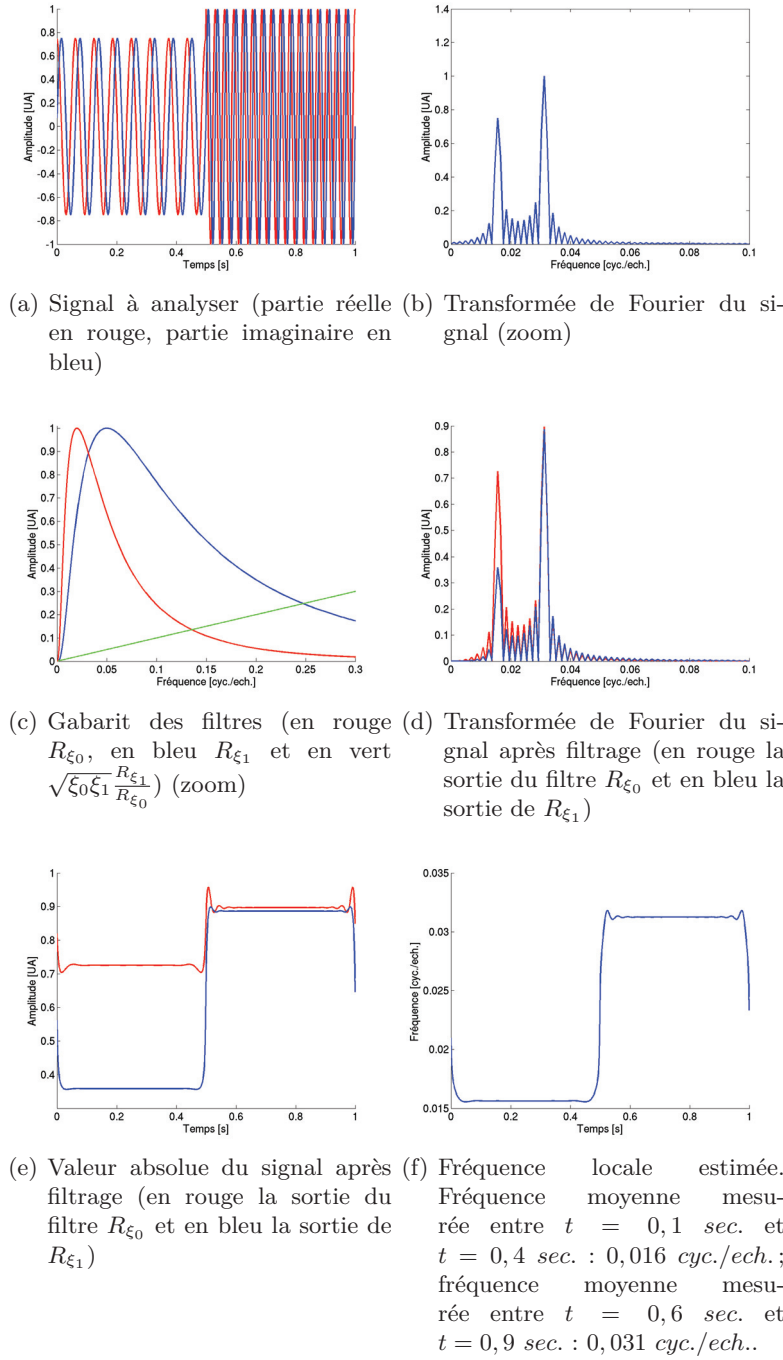 1
0.8
0.6
0.4
0.2
0
-0.2
-0.4
-0.6
-0.8
-1
Amplitude [UA]
0 0.2 0.4 0.6 0.8 1
Temps [s]
1.4
1.2
1
0.8
0.6
0.4
0.2
0
Amplitude [UA]
0 0.02 0.04 0.06 0.08 0.1
Fréquence [cyc./ech.]
(a) Signal à analyser (partie réelle
en rouge, partie imaginaire en
bleu)
(b) Transformée de Fourier du si-
gnal (zoom)
1
0.9
0.8
0.7
0.6
0.5
0.4
0.3
0.2
0.1
0
Amplitude [UA]
0 0.05 0.1 0.15 0.2 0.25 0.3
Fréquence [cyc./ech.]
0.9
0.8
0.7
0.6
0.5
0.4
0.3
0.2
0.1
0
Amplitude [UA]
0 0.02 0.04 0.06 0.08 0.1
Fréquence [cyc./ech.]
(c) Gabarit des filtres (en rouge
$R_{\xi_0}$, en bleu $R_{\xi_1}$ et en vert
$\sqrt{\xi_0\xi_1}\frac{R_{\xi_1}}{R_{\xi_0}}$) (zoom)
(d) Transformée de Fourier du si-
gnal après filtrage (en rouge la
sortie du filtre $R_{\xi_0}$ et en bleu la
sortie de $R_{\xi_1}$)
1
0.9
0.8
0.7
0.6
0.5
0.4
Amplitude [UA]
0 0.2 0.4 0.6 0.8 1
Temps [s]
0.035
0.03
0.025
0.02
0.015
Fréquence [cyc./ech.]
0 0.2 0.4 0.6 0.8 1
Temps [s]
(e) Valeur absolue du signal après
filtrage (en rouge la sortie du
filtre $R_{\xi_0}$ et en bleu la sortie de
$R_{\xi_1}$)
(f) Fréquence locale estimée.
Fréquence moyenne mesu-
rée entre t = 0,1 sec. et
t = 0,4 sec. : 0,016 cyc./ech. ;
fréquence moyenne mesu-
rée entre t = 0,6 sec. et
t = 0,9 sec. : 0,031 cyc./ech..